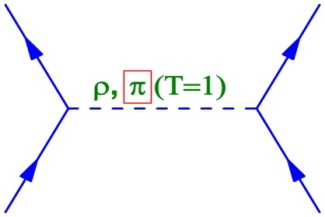 ρ, π (T=1)